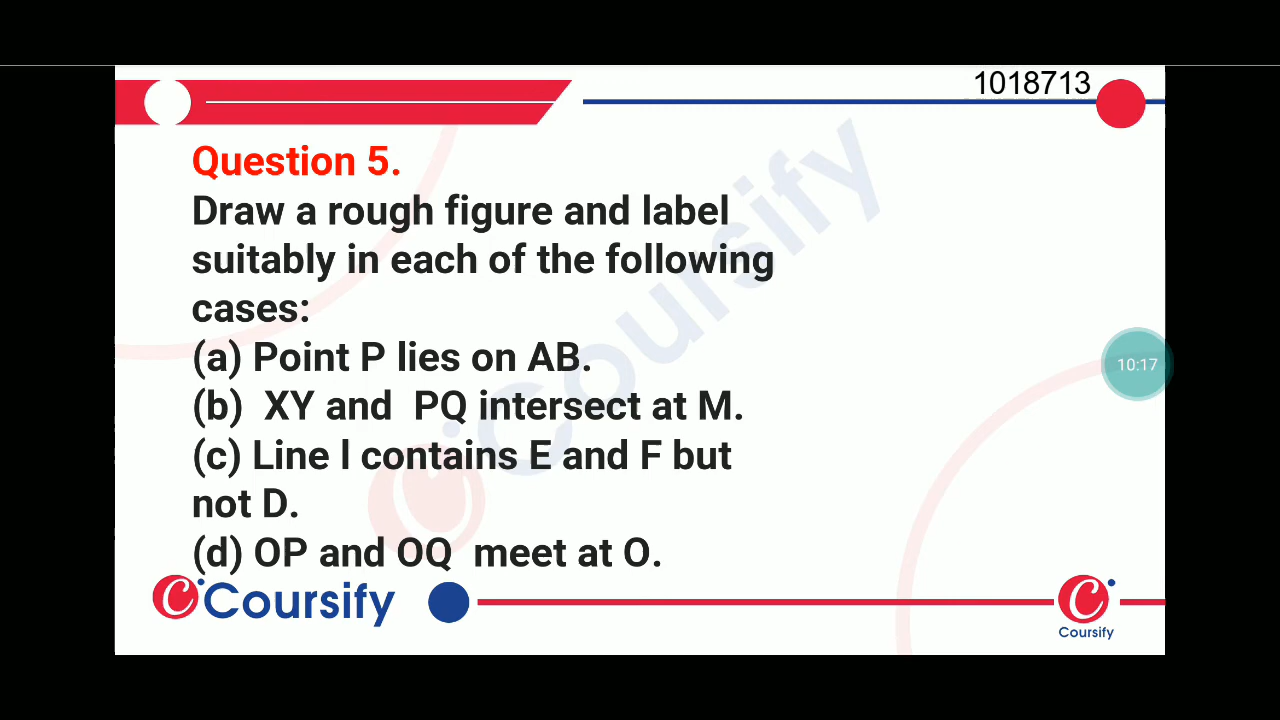 1018713
Question 5.
Draw a rough figure and label
suitably in each of the following
cases:
(a) Point P lies on AB.
(b) XY and PQ intersect at M.
(c) Line l contains E and F but
not D.
(d) OP and OQ meet at O.
10:17
Coursify
Coursify
Coursify